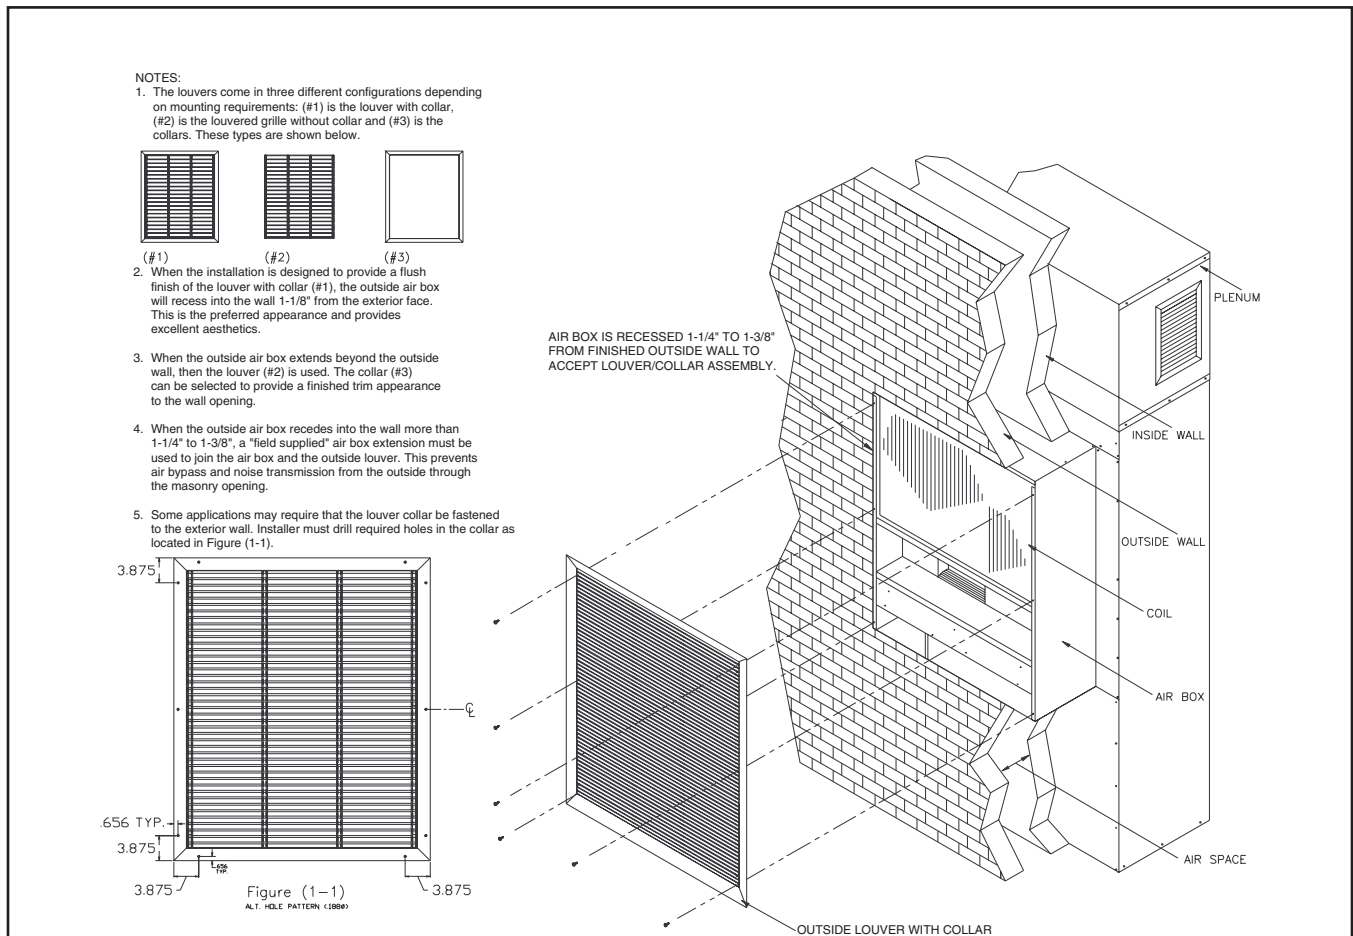 NOTES:
1. The louvers come in three different configurations depending
on mounting requirements: (#1) is the louver with collar,
(#2) is the louvered grille without collar and (#3) is the
collars. These types are shown below.
(#1) (#2) (#3)
2. When the installation is designed to provide a flush
finish of the louver with collar (#1), the outside air box
will recess into the wall 1-1/8" from the exterior face.
This is the preferred appearance and provides
excellent aesthetics.
3. When the outside air box extends beyond the outside
wall, then the louver (#2) is used. The collar (#3)
can be selected to provide a finished trim appearance
to the wall opening.
4. When the outside air box recedes into the wall more than
1-1/4" to 1-3/8", a "field supplied" air box extension must be
used to join the air box and the outside louver. This prevents
air bypass and noise transmission from the outside through
the masonry opening.
5. Some applications may require that the louver collar be fastened
to the exterior wall. Installer must drill required holes in the collar as
located in Figure (1-1).
3.875
℄
.656 TYP.
3.875
.656
TYP.
3.875
3.875
Figure (1-1)
ALT. HOLE PATTERN (.188ø)
AIR BOX IS RECESSED 1-1/4" TO 1-3/8"
FROM FINISHED OUTSIDE WALL TO
ACCEPT LOUVER/COLLAR ASSEMBLY.
PLENUM
INSIDE WALL
OUTSIDE WALL
COIL
AIR BOX
AIR SPACE
OUTSIDE LOUVER WITH COLLAR